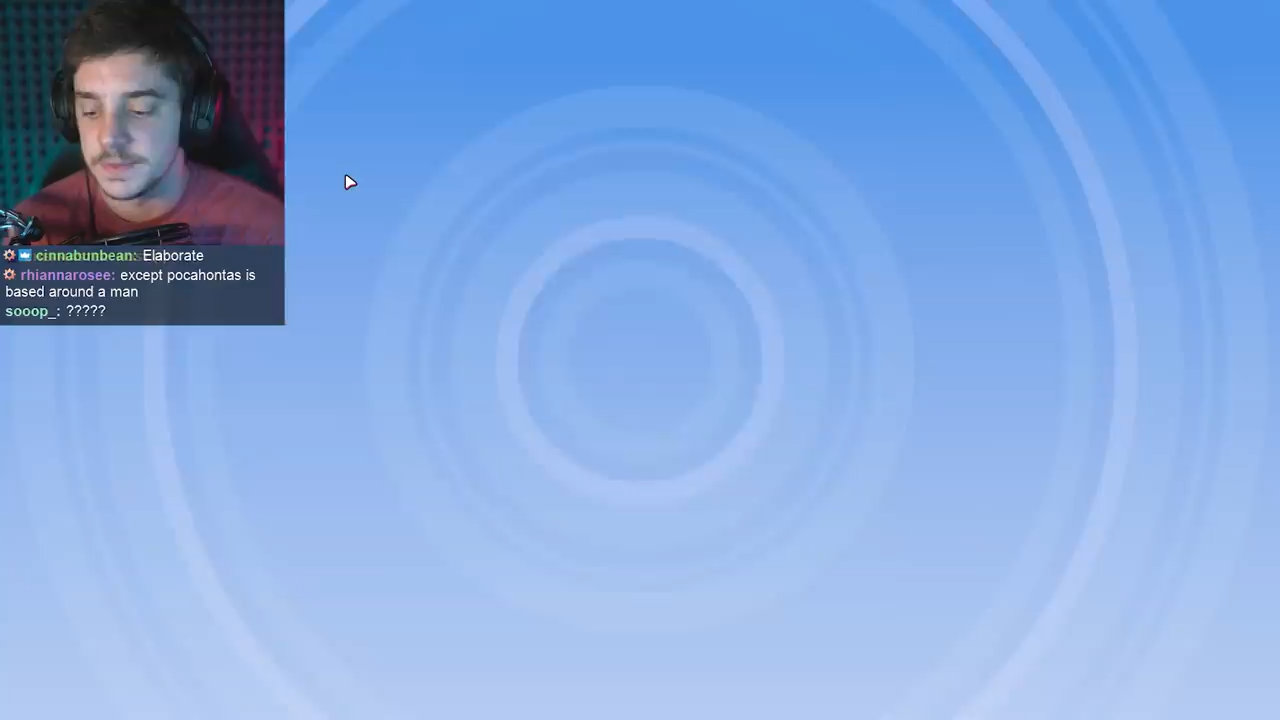 cinnabunbean: Elaborate
rhiannarosee: except pocahontas is
based around a man
sooop_: ?????